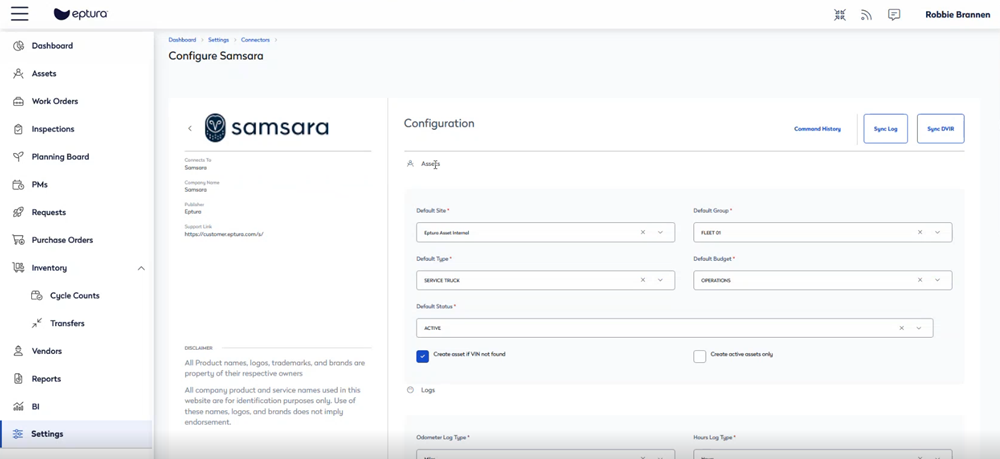 eptura
Robbie Brannen
Dashboard
Assets
Work Orders
Inspections
Planning Board
PMs
Requests
Purchase Orders
Inventory
Cycle Counts
Transfers
Vendors
Reports
BI
Settings
Dashboard > Settings > Connectors >
Configure Samsara
samsara
Connects To
Samsara
Company Name
Samsara
Publisher
Eptura
Support Link
https://customer.eptura.com/s/
DISCLAIMER
All Product names, logos, trademarks, and brands are
property of their respective owners
All company product and service names used in this
website are for identification purposes only. Use of
these names, logos, and brands does not imply
endorsement.
Configuration
Command History
Sync Log
Sync DVIR
Assets
Default Site *
Default Group *
Eptura Asset Internal
FLEET 01
Default Type *
Default Budget *
SERVICE TRUCK
OPERATIONS
Default Status *
ACTIVE
Create asset if VIN not found
Create active assets only
Logs
Odometer Log Type *
Hours Log Type *